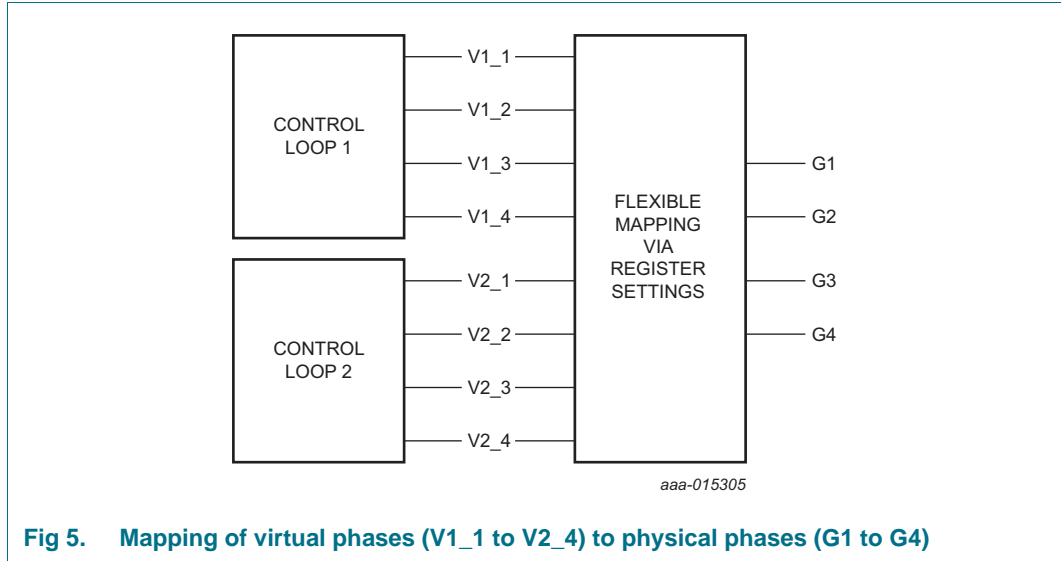 CONTROL
LOOP 1
V1_1
V1_2
V1_3
V1_4
CONTROL
LOOP 2
V2_1
V2_2
V2_3
V2_4
FLEXIBLE
MAPPING
VIA
REGISTER
SETTINGS
G1
G2
G3
G4
aaa-015305
Fig 5. Mapping of virtual phases (V1_1 to V2_4) to physical phases (G1 to G4)